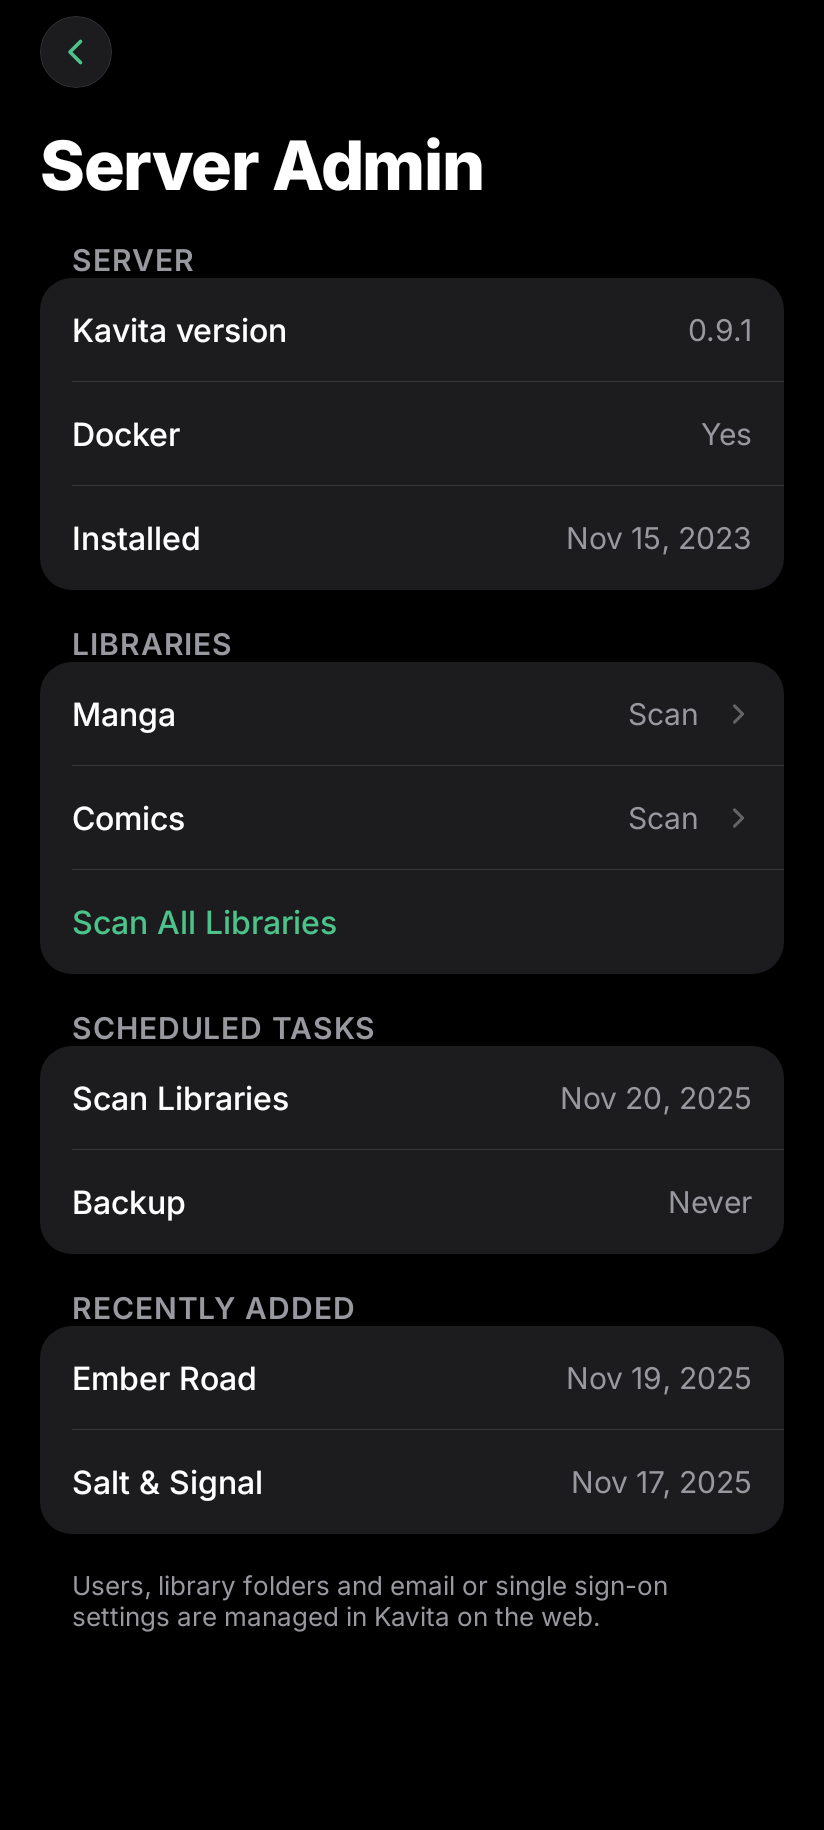 Server Admin
SERVER
Kavita version 0.9.1
Docker Yes
Installed Nov 15, 2023
LIBRARIES
Manga Scan
Comics Scan
Scan All Libraries
SCHEDULED TASKS
Scan Libraries Nov 20, 2025
Backup Never
RECENTLY ADDED
Ember Road Nov 19, 2025
Salt & Signal Nov 17, 2025
Users, library folders and email or single sign-on
settings are managed in Kavita on the web.